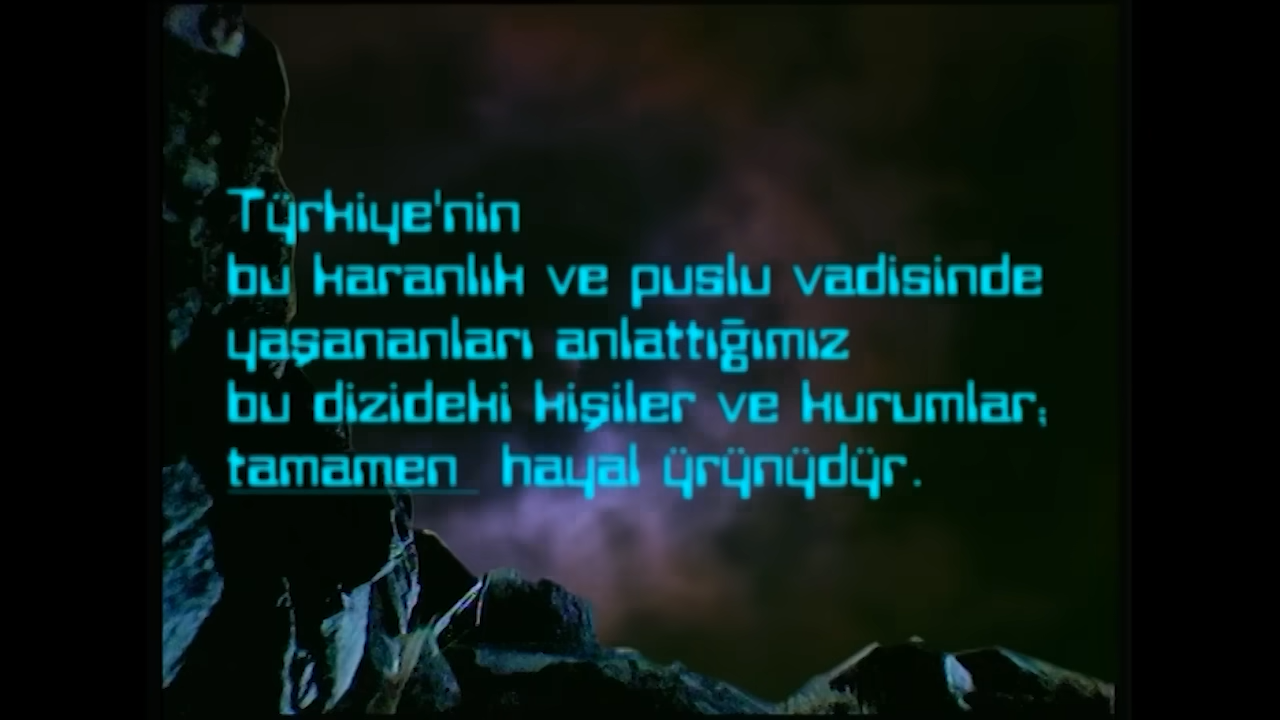 Türkiye'nin
bu karanlık ve puslu vadisinde
yaşananları anlattığımız
bu dizideki kişiler ve kurumlar;
tamamen hayal ürünüdür.